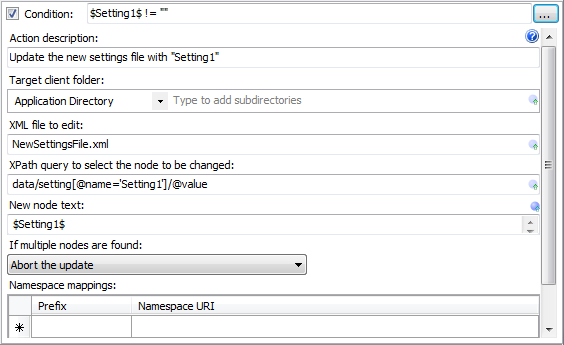 Condition: $Setting1$ != ""
...
Action description:
Update the new settings file with "Setting1"
Target client folder:
Application Directory Type to add subdirectories
XML file to edit:
NewSettingsFile.xml
XPath query to select the node to be changed:
data/setting[@name='Setting1']/@value
New node text:
$Setting1$
If multiple nodes are found:
Abort the update
Namespace mappings:
Prefix Namespace URI